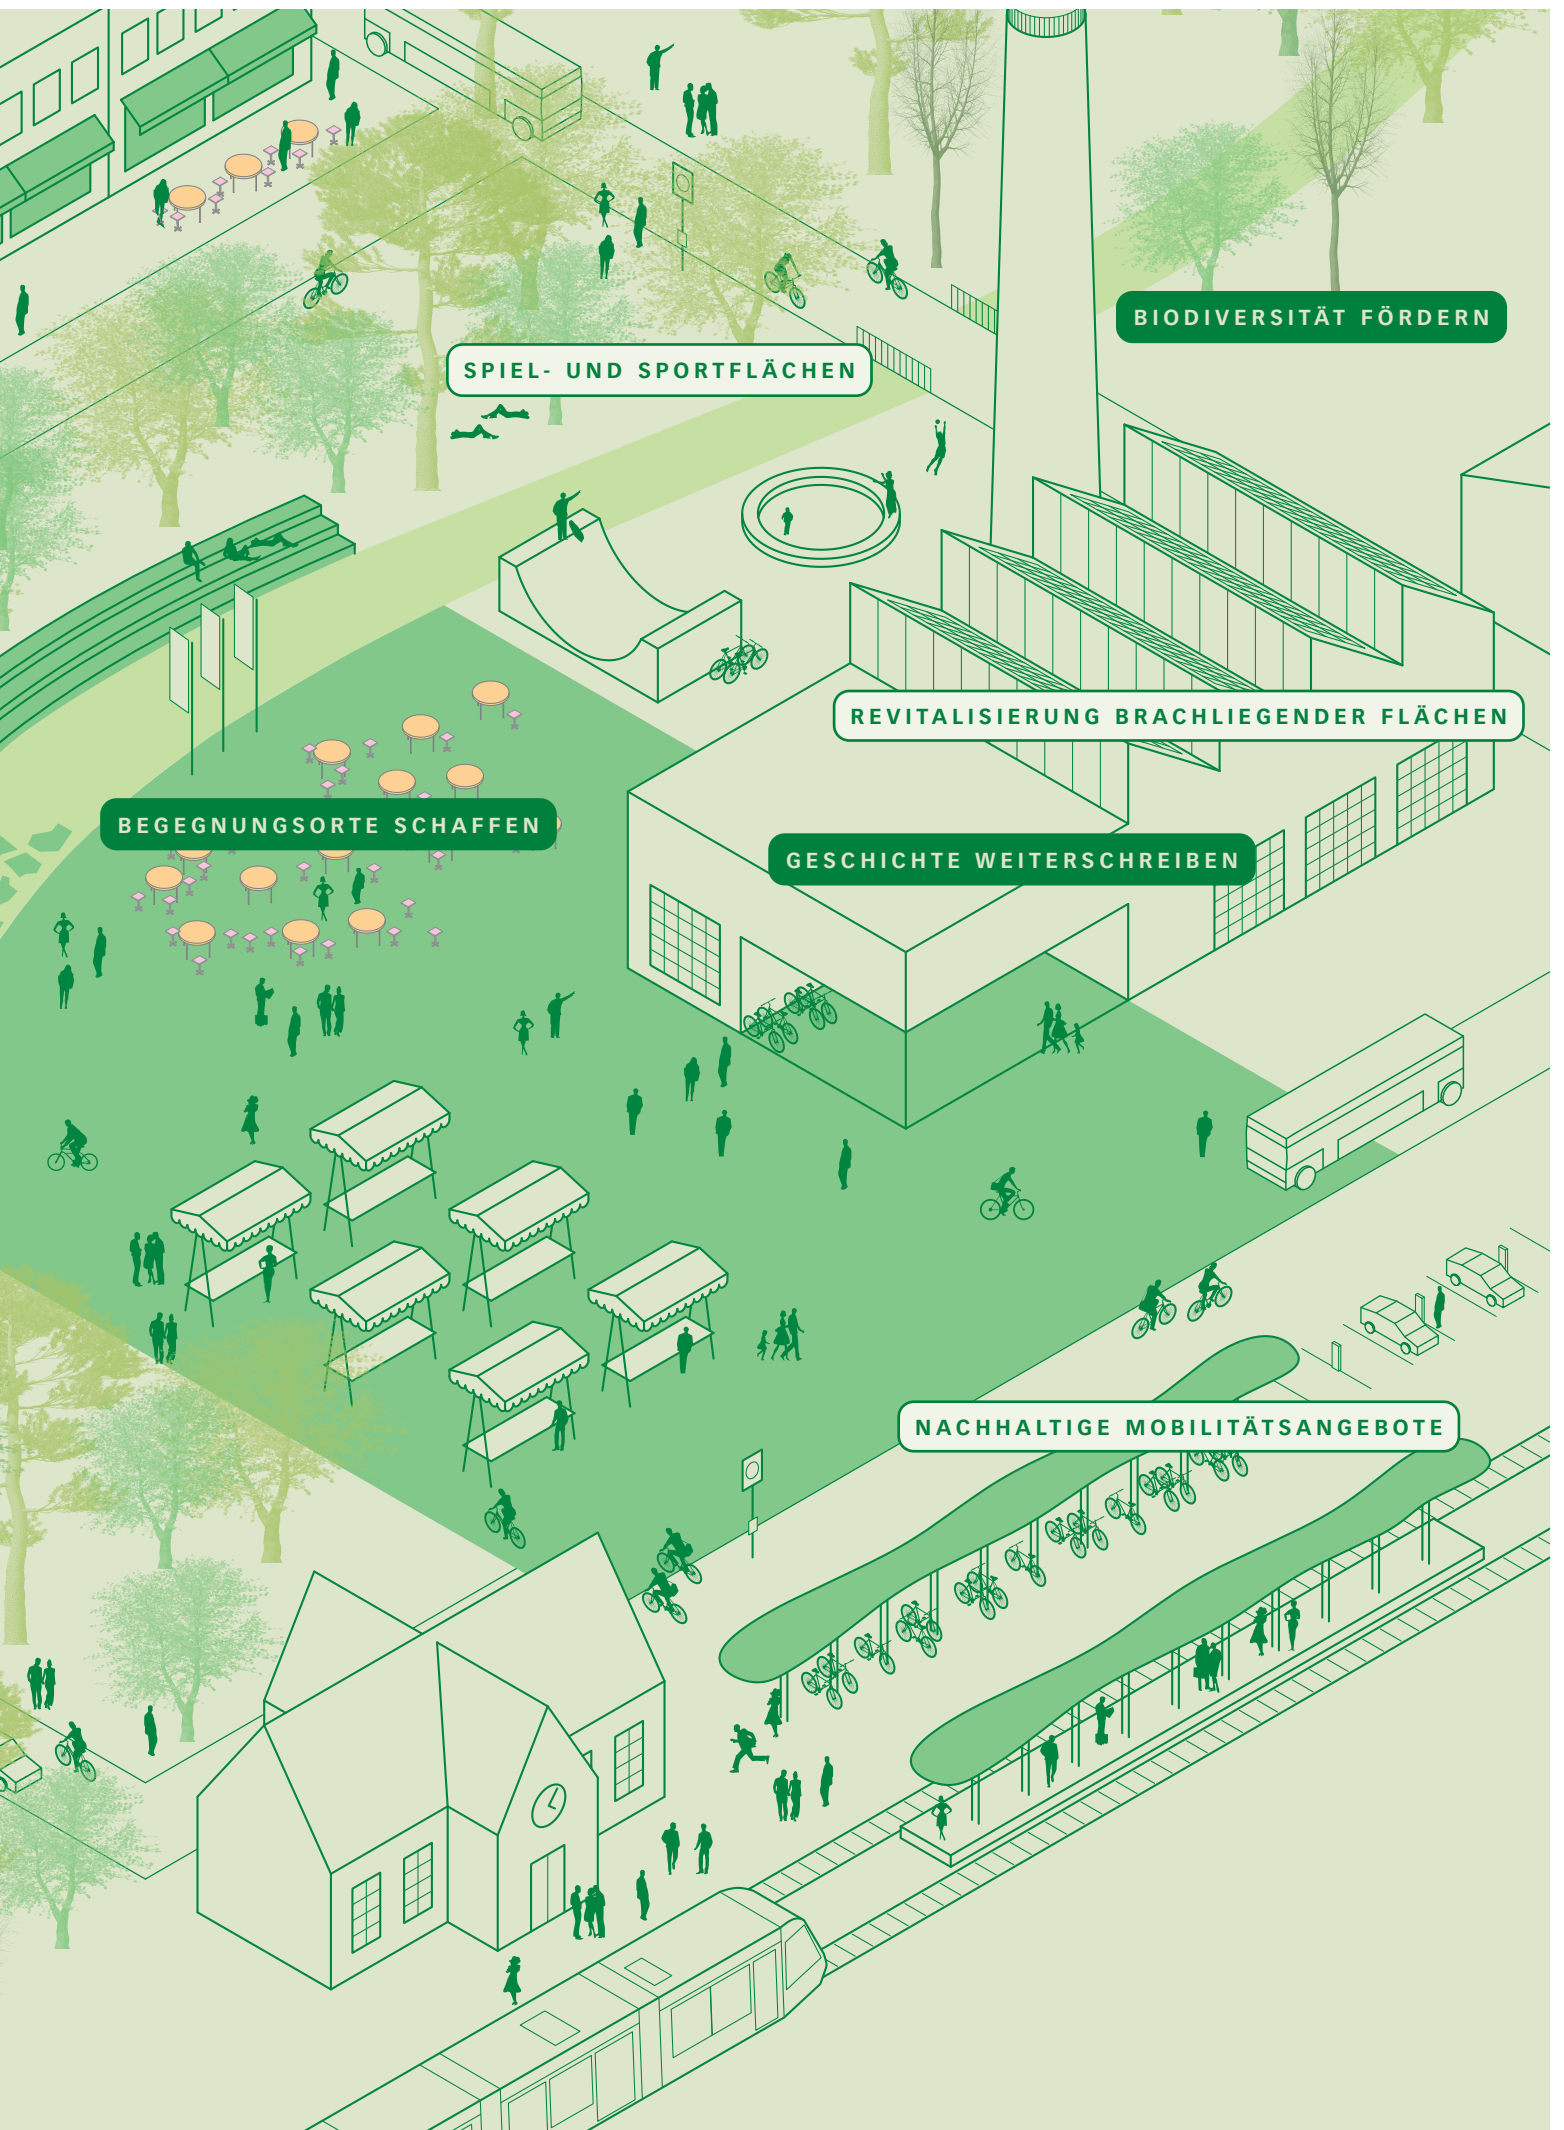 BIODIVERSITÄT FÖRDERN
SPIEL- UND SPORTFLÄCHEN
REVITALISIERUNG BRACHLIEGENDER FLÄCHEN
BEGEGNUNGSORTE SCHAFFEN
GESCHICHTE WEITERSCHREIBEN
NACHHALTIGE MOBILITÄTSANGEBOTE